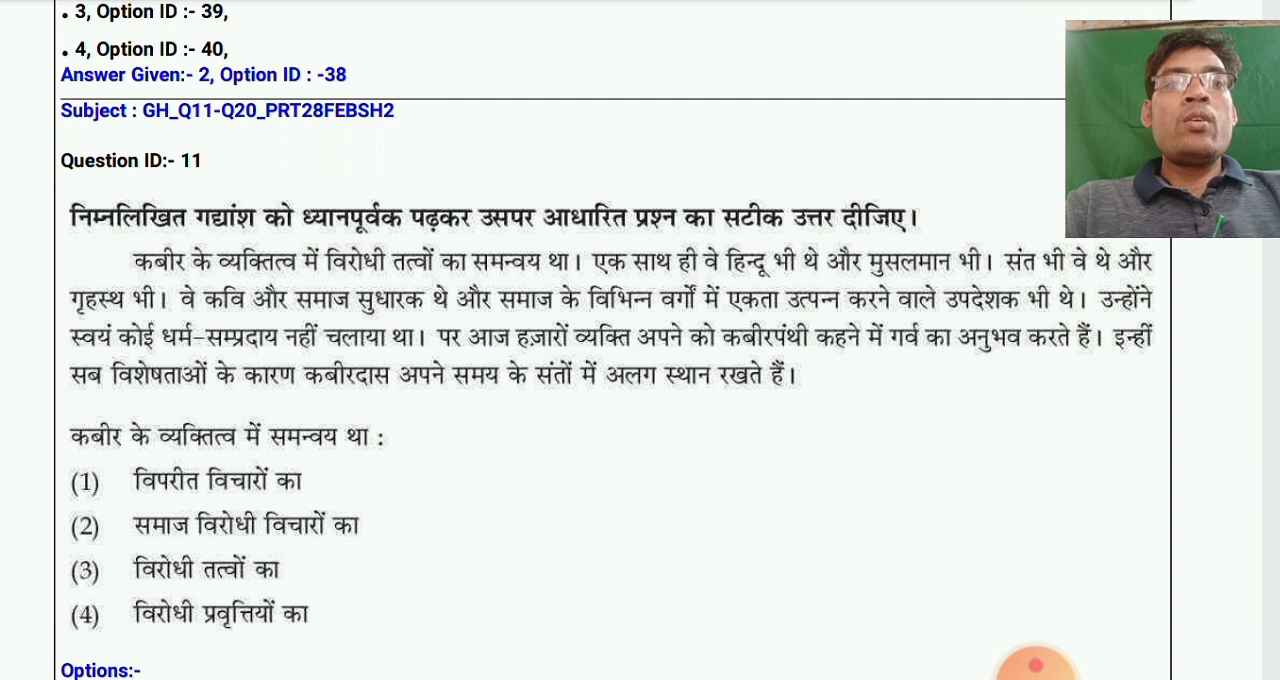 . 3, Option ID :- 39,
. 4, Option ID :- 40,
Answer Given:- 2, Option ID : -38
Subject : GH_Q11-Q20_PRT28FEBSH2
Question ID:- 11
निम्नलिखित गद्यांश को ध्यानपूर्वक पढ़कर उसपर आधारित प्रश्न का सटीक उत्तर दीजिए।
कबीर के व्यक्तित्व में विरोधी तत्वों का समन्वय था। एक साथ ही वे हिन्दू भी थे और मुसलमान भी। संत भी वे थे और
गृहस्थ भी। वे कवि और समाज सुधारक थे और समाज के विभिन्न वर्गों में एकता उत्पन्न करने वाले उपदेशक भी थे। उन्होंने
स्वयं कोई धर्म-सम्प्रदाय नहीं चलाया था। पर आज हज़ारों व्यक्ति अपने को कबीरपंथी कहने में गर्व का अनुभव करते हैं। इन्हीं
सब विशेषताओं के कारण कबीरदास अपने समय के संतों में अलग स्थान रखते हैं।
कबीर के व्यक्तित्व में समन्वय था :
(1) विपरीत विचारों का
(2) समाज विरोधी विचारों का
(3) विरोधी तत्वों का
(4) विरोधी प्रवृत्तियों का
Options:-